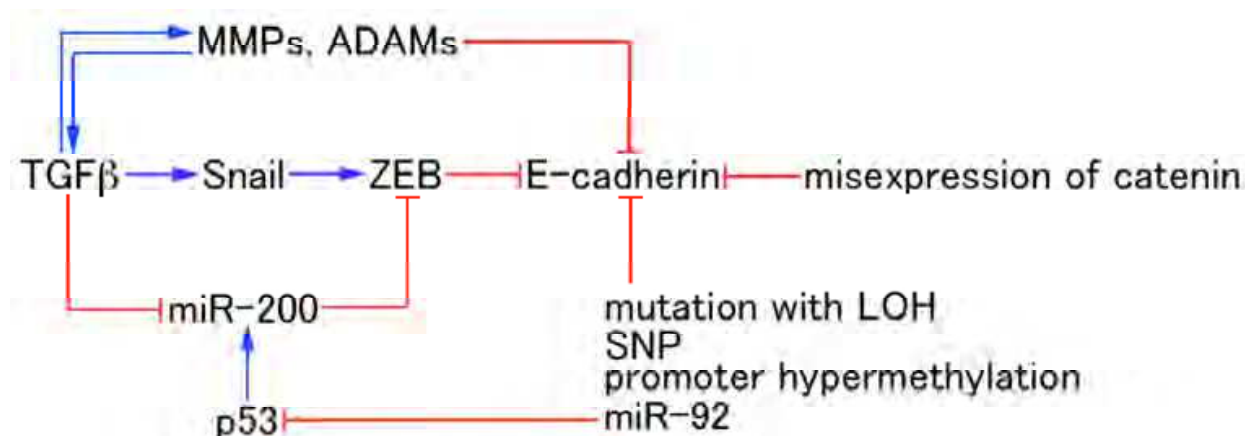 MMPs, ADAMs
TGFβ Snail ZEB E-cadherin misexpression of catenin
miR-200 mutation with LOH
SNP
promoter hypermethylation
p53 miR-92